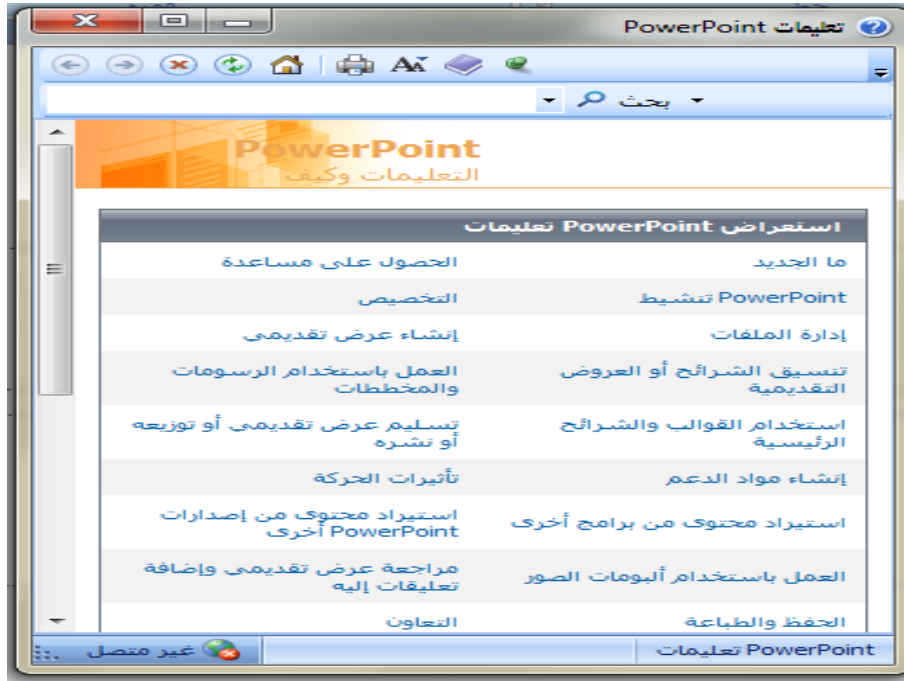 تعليمات PowerPoint
بحث
PowerPoint
التعليمات وكيف
استعراض PowerPoint تعليمات
ما الجديد
الحصول على مساعدة
PowerPoint تنشيط
التخصيص
إدارة الملفات
إنشاء عرض تقديمي
تنسيق الشرائح أو العروض
التقديمية
العمل باستخدام الرسومات
والمخططات
استخدام القوالب والشرائح
الرئيسية
تسليم عرض تقديمي أو توزيعه
أو نشره
إنشاء مواد الدعم
تأثيرات الحركة
استيراد محتوى من برامج أخرى
استيراد محتوى من إصدارات
PowerPoint أخرى
العمل باستخدام ألبومات الصور
مراجعة عرض تقديمي وإضافة
تعليقات إليه
الحفظ والطباعة
التعاون
PowerPoint تعليمات
غير متصل